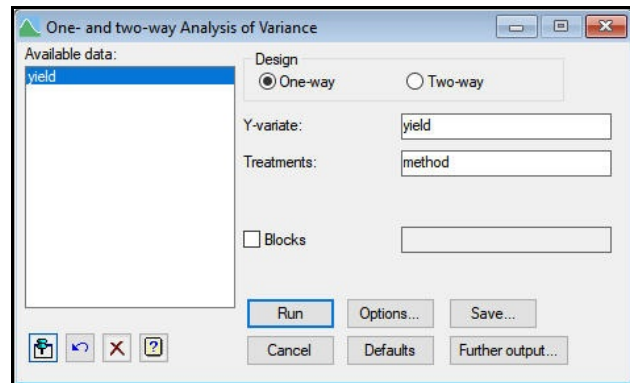 One- and two-way Analysis of Variance
Available data:
yield
Design
One-way
Two-way
Y-variate:
yield
Treatments:
method
Blocks
Run
Options...
Save...
Cancel
Defaults
Further output...